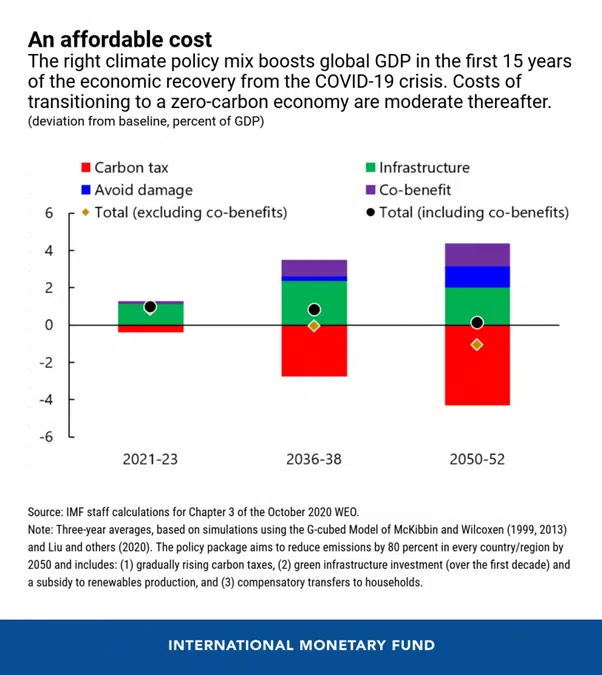 An affordable cost
The right climate policy mix boosts global GDP in the first 15 years
of the economic recovery from the COVID-19 crisis. Costs of
transitioning to a zero-carbon economy are moderate thereafter.
(deviation from baseline, percent of GDP)
Carbon tax
Infrastructure
Avoid damage
Co-benefit
Total (excluding co-benefits)
Total (including co-benefits)
6
4
2
0
-2
-4
-6
2021-23
2036-38
2050-52
Source: IMF staff calculations for Chapter 3 of the October 2020 WEO.
Note: Three-year averages, based on simulations using the G-cubed Model of McKibbin and Wilcoxen (1999, 2013)
and Liu and others (2020). The policy package aims to reduce emissions by 80 percent in every country/region by
2050 and includes: (1) gradually rising carbon taxes, (2) green infrastructure investment (over the first decade) and
a subsidy to renewables production, and (3) compensatory transfers to households.
INTERNATIONAL MONETARY FUND